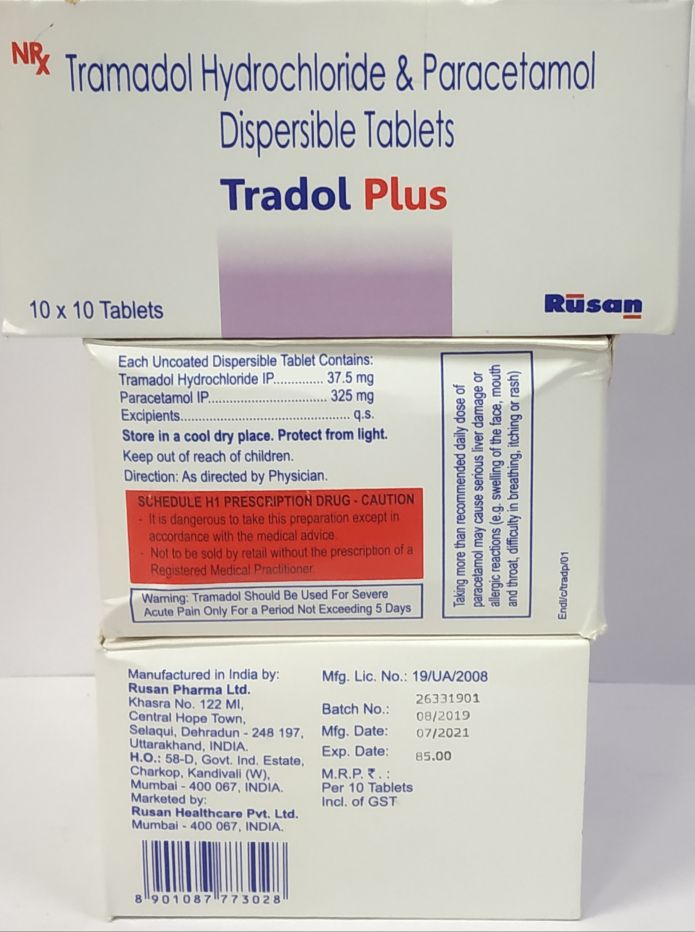 NRx
Tramadol Hydrochloride & Paracetamol
Dispersible Tablets
Tradol Plus
10 x 10 Tablets
Rusan
Each Uncoated Dispersible Tablet Contains:
Tramadol Hydrochloride IP.............. 37.5 mg
Paracetamol IP................................. 325 mg
Excipients............................................... q.s.
Store in a cool dry place. Protect from light.
Keep out of reach of children.
Direction: As directed by Physician.
SCHEDULE H1 PRESCRIPTION DRUG - CAUTION
- It is dangerous to take this preparation except in
accordance with the medical advice.
- Not to be sold by retail without the prescription of a
Registered Medical Practitioner.
Warning: Tramadol Should Be Used For Severe
Acute Pain Only For a Period Not Exceeding 5 Days
Taking more than recommended daily dose of
paracetamol may cause serious liver damage or
allergic reactions (e.g. swelling of the face, mouth
and throat, difficulty in breathing, itching or rash)
Endi/c/tradp/01
Manufactured in India by:
Rusan Pharma Ltd.
Khasra No. 122 MI,
Central Hope Town,
Selaqui, Dehradun - 248 197,
Uttarakhand, INDIA.
H.O.: 58-D, Govt. Ind. Estate,
Charkop, Kandivali (W),
Mumbai - 400 067, INDIA.
Marketed by:
Rusan Healthcare Pvt. Ltd.
Mumbai - 400 067, INDIA.
8 901087 773028
Mfg. Lic. No.: 19/UA/2008
Batch No.: 26331901
Mfg. Date: 08/2019
Exp. Date: 07/2021
M.R.P. ₹ . : 85.00
Per 10 Tablets
Incl. of GST